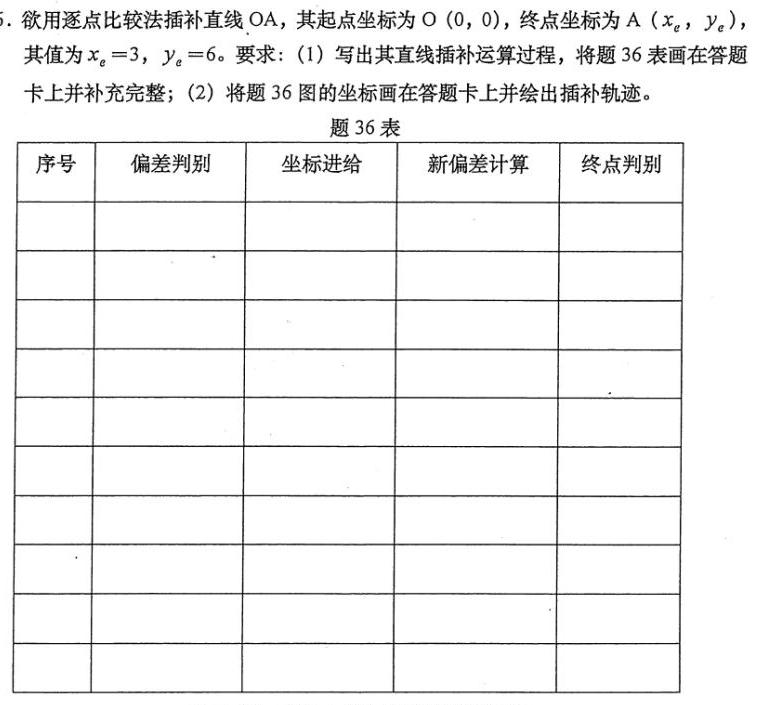 5．欲用逐点比较法插补直线 OA，其起点坐标为 O（0，0），终点坐标为 A（xₑ，yₑ），
其值为 xₑ＝3，yₑ＝6。要求：（1）写出其直线插补运算过程，将题 36 表画在答题
卡上并补充完整；（2）将题 36 图的坐标画在答题卡上并绘出插补轨迹。
题 36 表
序号 偏差判别 坐标进给 新偏差计算 终点判别